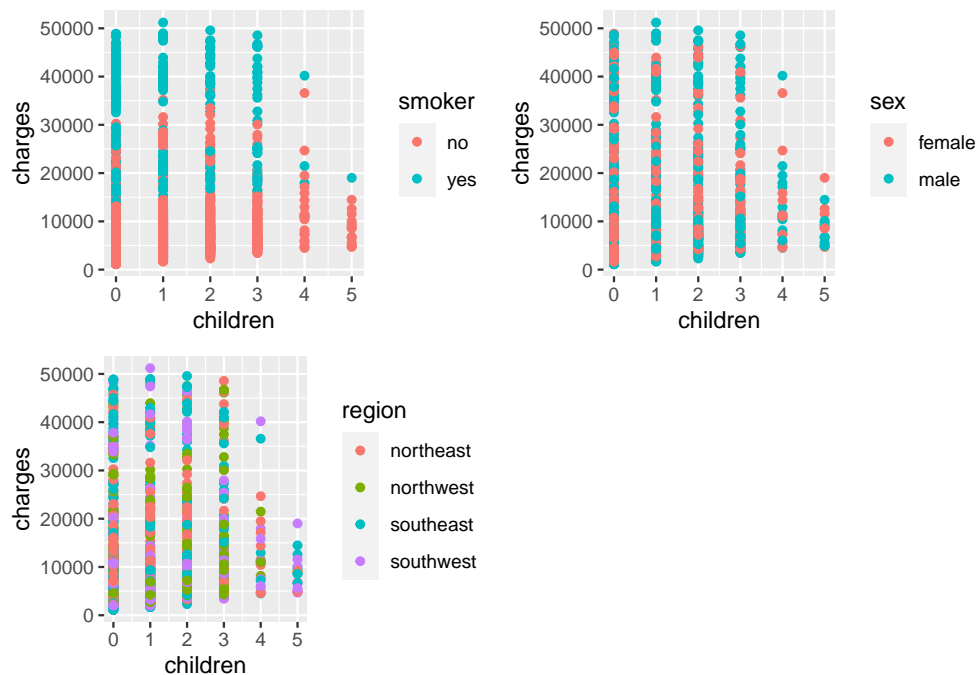 50000
40000
30000
20000
10000
0
charges
0 1 2 3 4 5
children
smoker
no
yes
50000
40000
30000
20000
10000
0
charges
0 1 2 3 4 5
children
sex
female
male
50000
40000
30000
20000
10000
0
charges
0 1 2 3 4 5
children
region
northeast
northwest
southeast
southwest